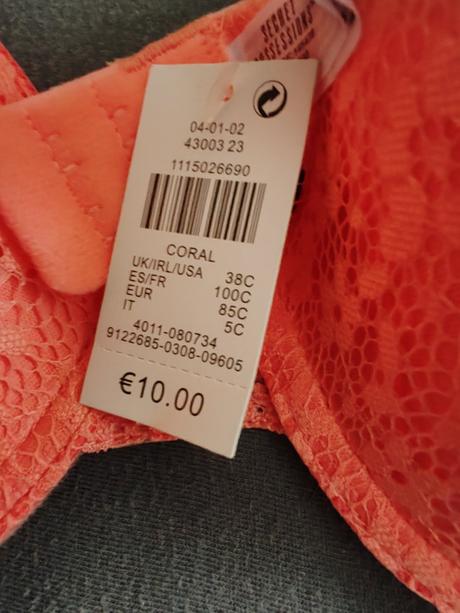 SECRET
POSSESSIONS
04-01-02
43003 23
1115026690
CORAL
UK/IRL/USA 38C
ES/FR 100C
EUR 85C
IT 5C
4011-080734
9122685-0308-09605
€10.00